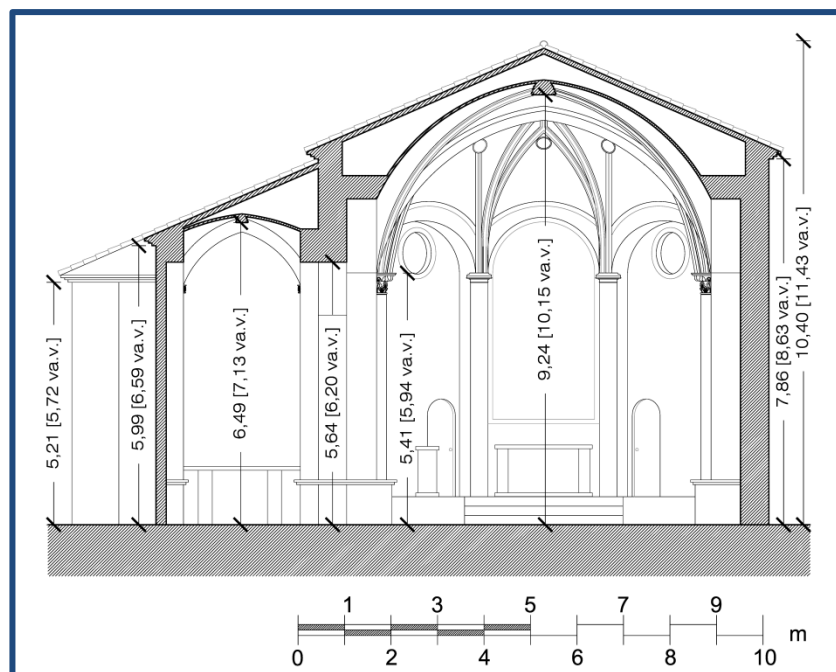 5,21 [5,72 va.v.]
5,99 [6,59 va.v.]
6,49 [7,13 va.v.]
5,64 [6,20 va.v.]
5,41 [5,94 va.v.]
9,24 [10,15 va.v.]
7,86 [8,63 va.v.]
10,40 [11,43 va.v.]
1 3 5 7 9
m
0 2 4 6 8 10